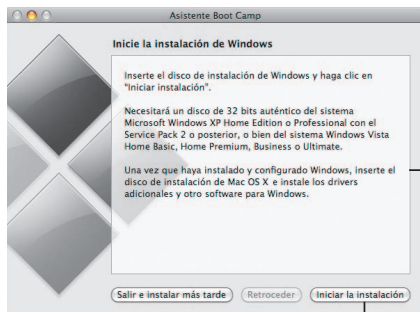 Asistente Boot Camp
Inicie la instalación de Windows
Inserte el disco de instalación de Windows y haga clic en
"Iniciar instalación".
Necesitará un disco de 32 bits auténtico del sistema
Microsoft Windows XP Home Edition o Professional con el
Service Pack 2 o posterior, o bien del sistema Windows Vista
Home Basic, Home Premium, Business o Ultimate.
Una vez que haya instalado y configurado Windows, inserte el
disco de instalación de Mac OS X e instale los drivers
adicionales y otro software para Windows.
Salir e instalar más tarde Retroceder Iniciar la instalación